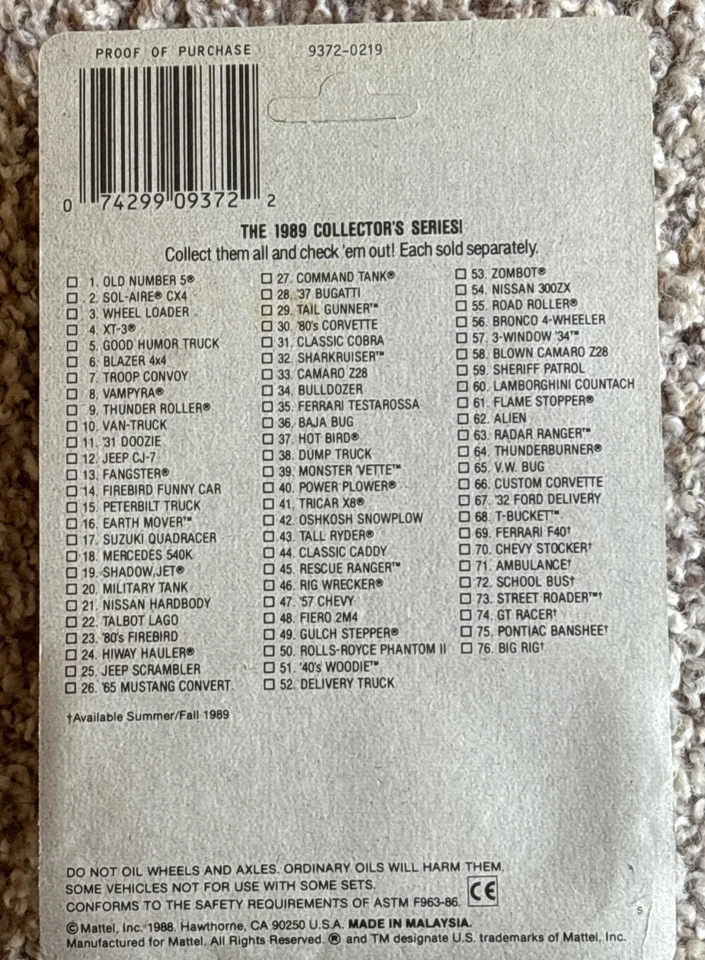 PROOF OF PURCHASE 9372-0219
0 74299 09372 2
THE 1989 COLLECTOR'S SERIES!
Collect them all and check 'em out! Each sold separately.
1. OLD NUMBER 5®
2. SOL-AIRE® CX4
3. WHEEL LOADER
4. XT-3®
5. GOOD HUMOR TRUCK
6. BLAZER 4x4
7. TROOP CONVOY
8. VAMPYRA®
9. THUNDER ROLLER®
10. VAN-TRUCK
11. '31 DOOZIE
12. JEEP CJ-7
13. FANGSTER®
14. FIREBIRD FUNNY CAR
15. PETERBILT TRUCK
16. EARTH MOVER™
17. SUZUKI QUADRACER
18. MERCEDES 540K
19. SHADOW JET®
20. MILITARY TANK
21. NISSAN HARDBODY
22. TALBOT LAGO
23. '80's FIREBIRD
24. HIWAY HAULER®
25. JEEP SCRAMBLER
26. '65 MUSTANG CONVERT.
27. COMMAND TANK®
28. '37 BUGATTI
29. TAIL GUNNER™
30. '80's CORVETTE
31. CLASSIC COBRA
32. SHARKRUISER™
33. CAMARO Z28
34. BULLDOZER
35. FERRARI TESTAROSSA
36. BAJA BUG
37. HOT BIRD®
38. DUMP TRUCK
39. MONSTER 'VETTE™
40. POWER PLOWER®
41. TRICAR X8®
42. OSHKOSH SNOWPLOW
43. TALL RYDER®
44. CLASSIC CADDY
45. RESCUE RANGER™
46. RIG WRECKER®
47. '57 CHEVY
48. FIERO 2M4
49. GULCH STEPPER®
50. ROLLS-ROYCE PHANTOM II
51. '40's WOODIE™
52. DELIVERY TRUCK
53. ZOMBOT®
54. NISSAN 300ZX
55. ROAD ROLLER®
56. BRONCO 4-WHEELER
57. 3-WINDOW '34™
58. BLOWN CAMARO Z28
59. SHERIFF PATROL
60. LAMBORGHINI COUNTACH
61. FLAME STOPPER®
62. ALIEN
63. RADAR RANGER™
64. THUNDERBURNER®
65. V.W. BUG
66. CUSTOM CORVETTE
67. '32 FORD DELIVERY
68. T-BUCKET™
69. FERRARI F40†
70. CHEVY STOCKER†
71. AMBULANCE†
72. SCHOOL BUS†
73. STREET ROADER™†
74. GT RACER†
75. PONTIAC BANSHEE†
76. BIG RIG†
†Available Summer/Fall 1989
DO NOT OIL WHEELS AND AXLES. ORDINARY OILS WILL HARM THEM.
SOME VEHICLES NOT FOR USE WITH SOME SETS.
CONFORMS TO THE SAFETY REQUIREMENTS OF ASTM F963-86. CE
S
© Mattel, Inc. 1988. Hawthorne, CA 90250 U.S.A. MADE IN MALAYSIA.
Manufactured for Mattel. All Rights Reserved. ® and TM designate U.S. trademarks of Mattel, Inc.